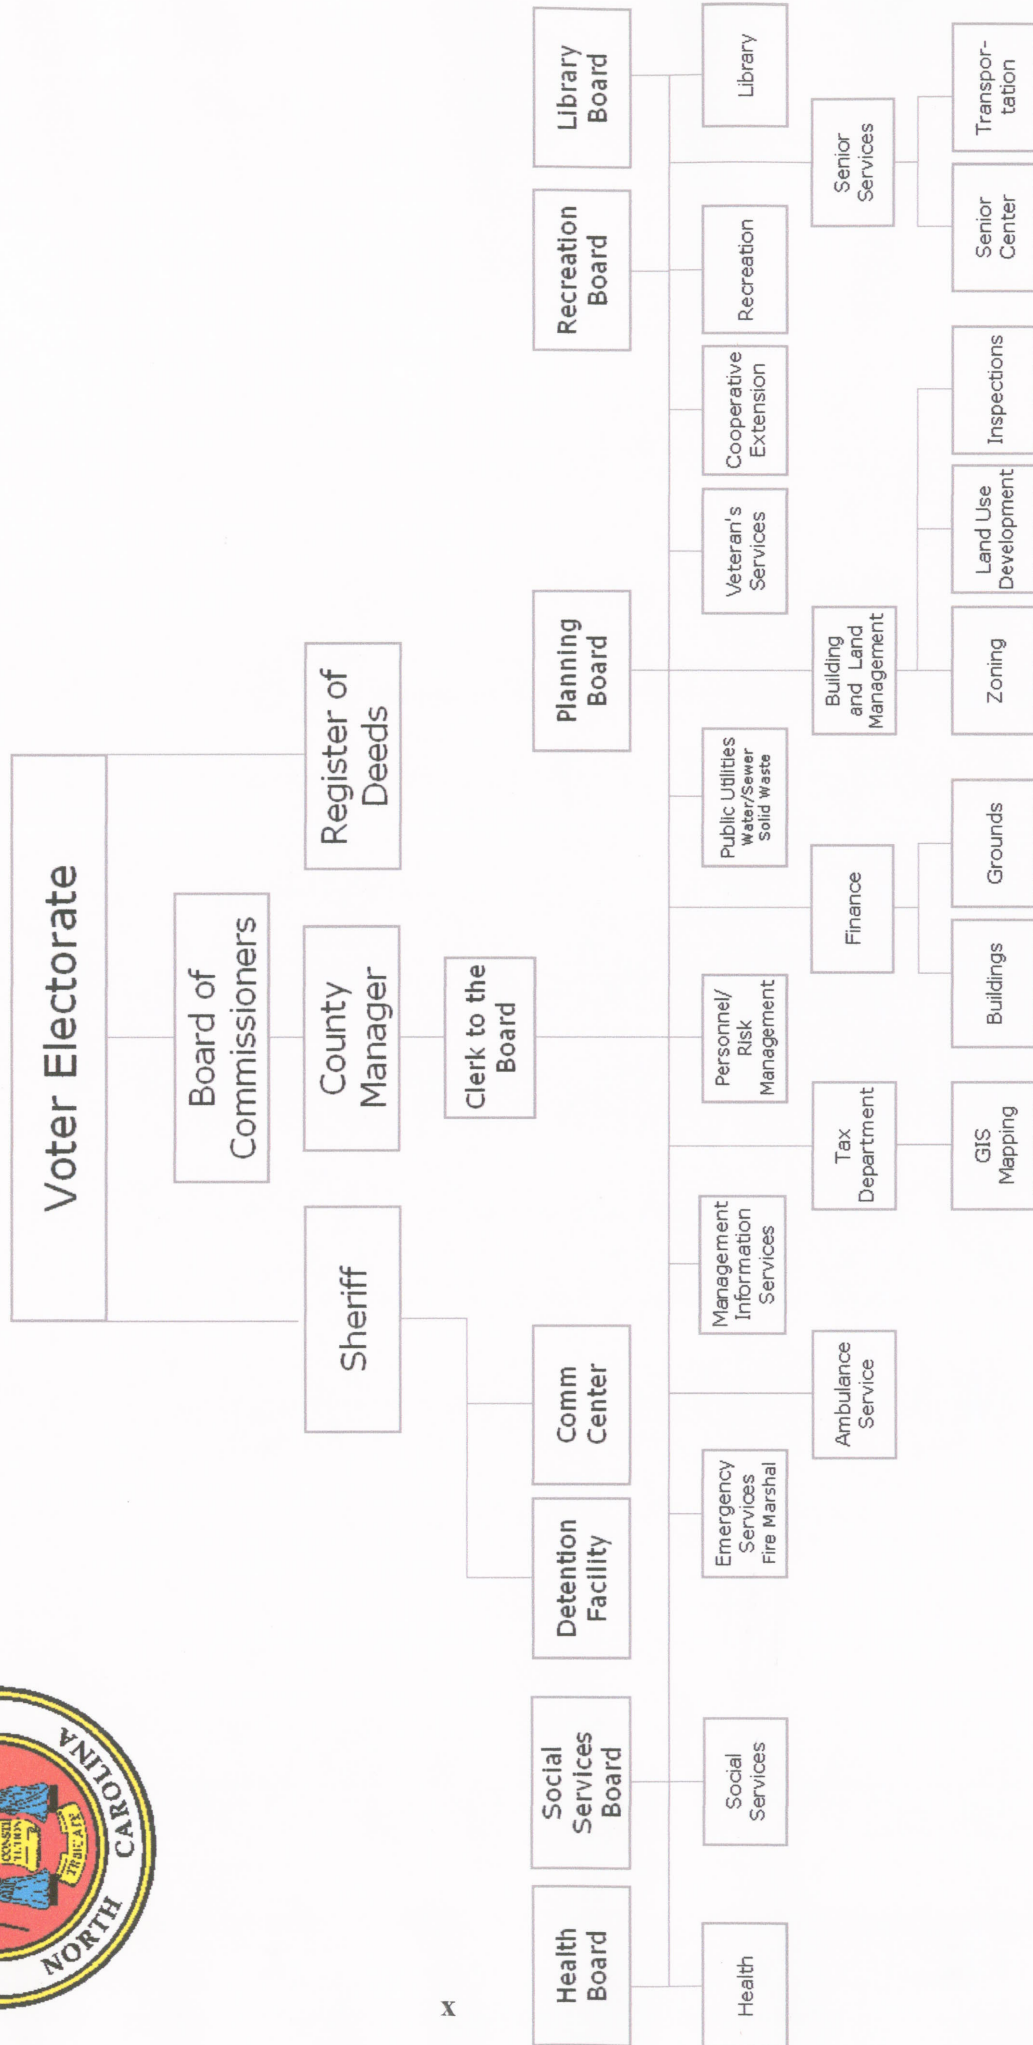 NORTH CAROLINA
CONSTI
TUTION
x
Voter Electorate
Board of
Commissioners
Sheriff
County
Manager
Register of
Deeds
Clerk to the
Board
Health
Board
Social
Services
Board
Detention
Facility
Comm
Center
Planning
Board
Recreation
Board
Library
Board
Health
Social
Services
Emergency
Services
Fire Marshal
Management
Information
Services
Personnel/
Risk
Management
Public Utilities
Water/Sewer
Solid Waste
Veteran's
Services
Cooperative
Extension
Recreation
Library
Ambulance
Service
Tax
Department
Finance
Building
and Land
Management
Senior
Services
GIS
Mapping
Buildings
Grounds
Zoning
Land Use
Development
Inspections
Senior
Center
Transpor-
tation